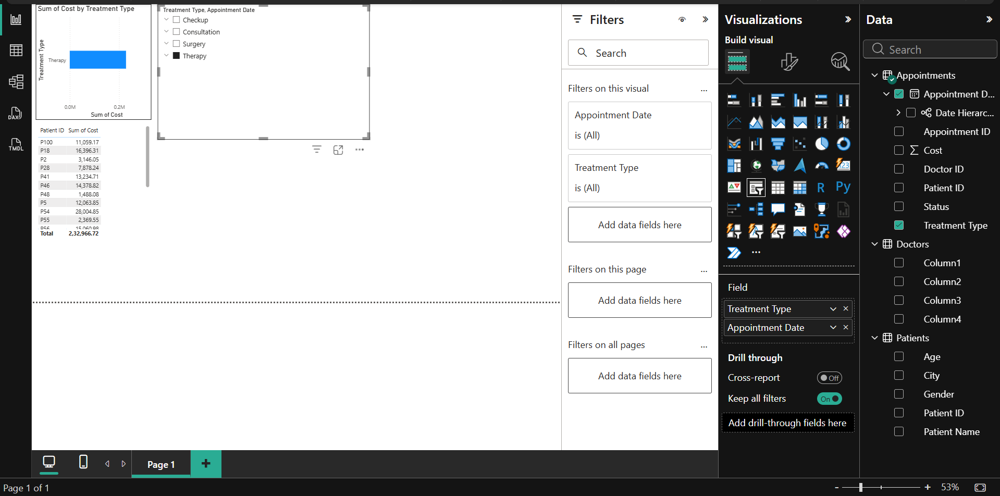 Sum of Cost by Treatment Type
Treatment Type
Therapy
0.0M
0.2M
Sum of Cost
Patient ID Sum of Cost
P100 11,059.17
P18 16,396.31
P2 3,146.05
P28 7,878.24
P41 13,234.71
P46 14,378.82
P48 1,488.08
P5 12,063.85
P54 28,004.85
P55 2,369.55
P56 15,060.98
Total 2,32,966.72
Treatment Type, Appointment Date
Checkup
Consultation
Surgery
Therapy
DAX
TMDL
Filters
Search
Filters on this visual
...
Appointment Date
is (All)
Treatment Type
is (All)
Add data fields here
Filters on this page
...
Add data fields here
Filters on all pages
...
Add data fields here
Visualizations
Build visual
123
R
Py
...
Field
Treatment Type
Appointment Date
Drill through
Cross-report
Off
Keep all filters
On
Add drill-through fields here
Data
Search
Appointments
Appointment D...
Date Hierarc...
Appointment ID
Cost
Doctor ID
Patient ID
Status
Treatment Type
Doctors
Column1
Column2
Column3
Column4
Patients
Age
City
Gender
Patient ID
Patient Name
Page 1
+
Page 1 of 1
- + 53%